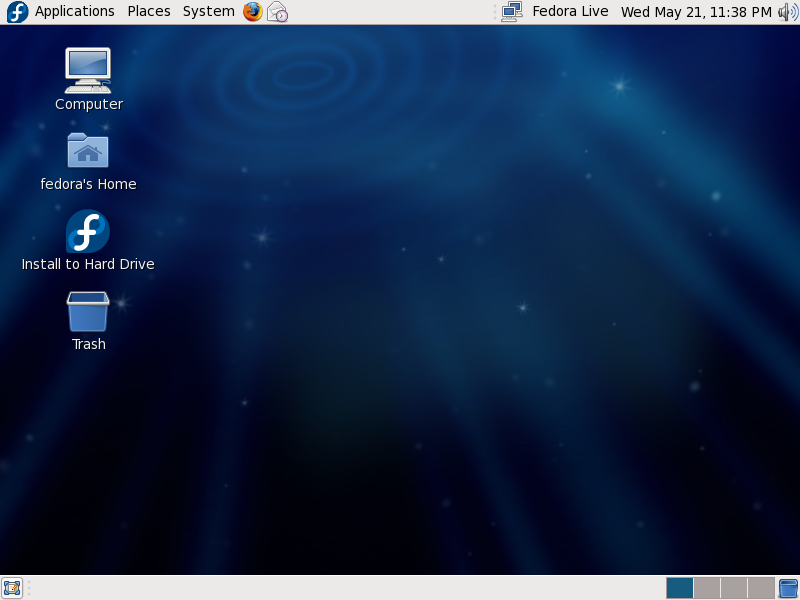 Applications Places System Fedora Live Wed May 21, 11:38 PM
Computer
fedora's Home
Install to Hard Drive
Trash